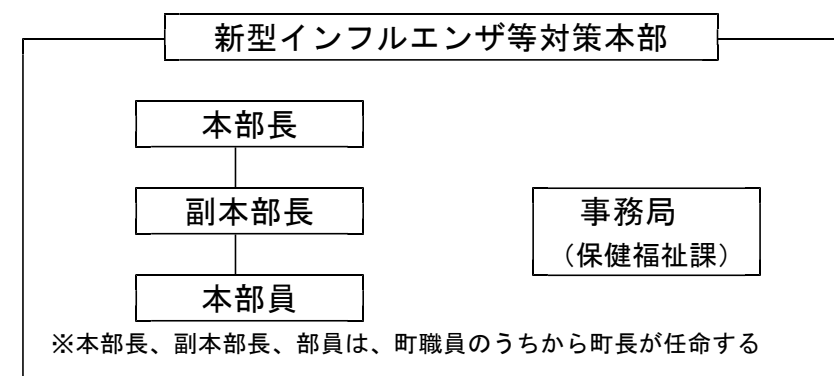 新型インフルエンザ等対策本部
本部長
副本部長
本部員
事務局
（保健福祉課）
※本部長、副本部長、部員は、町職員のうちから町長が任命する